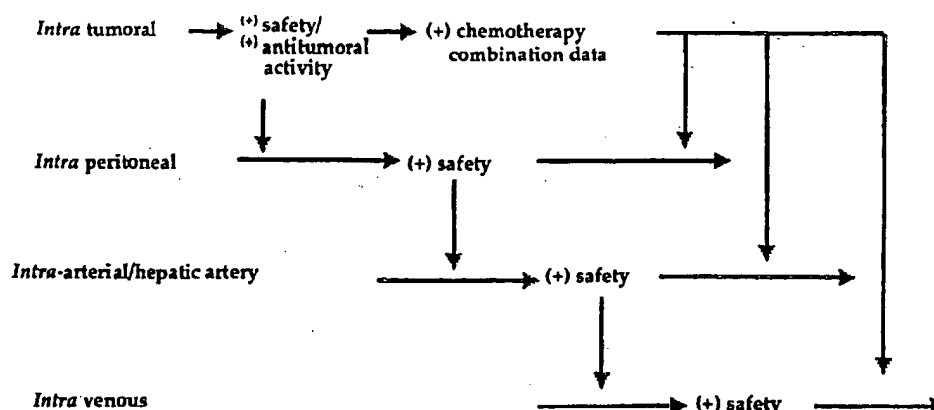 Intra tumoral
(+) safety/
(+) antitumoral
activity
(+) chemotherapy
combination data
Intra peritoneal
(+) safety
Intra-arterial/hepatic artery
(+) safety
Intra venous
(+) safety